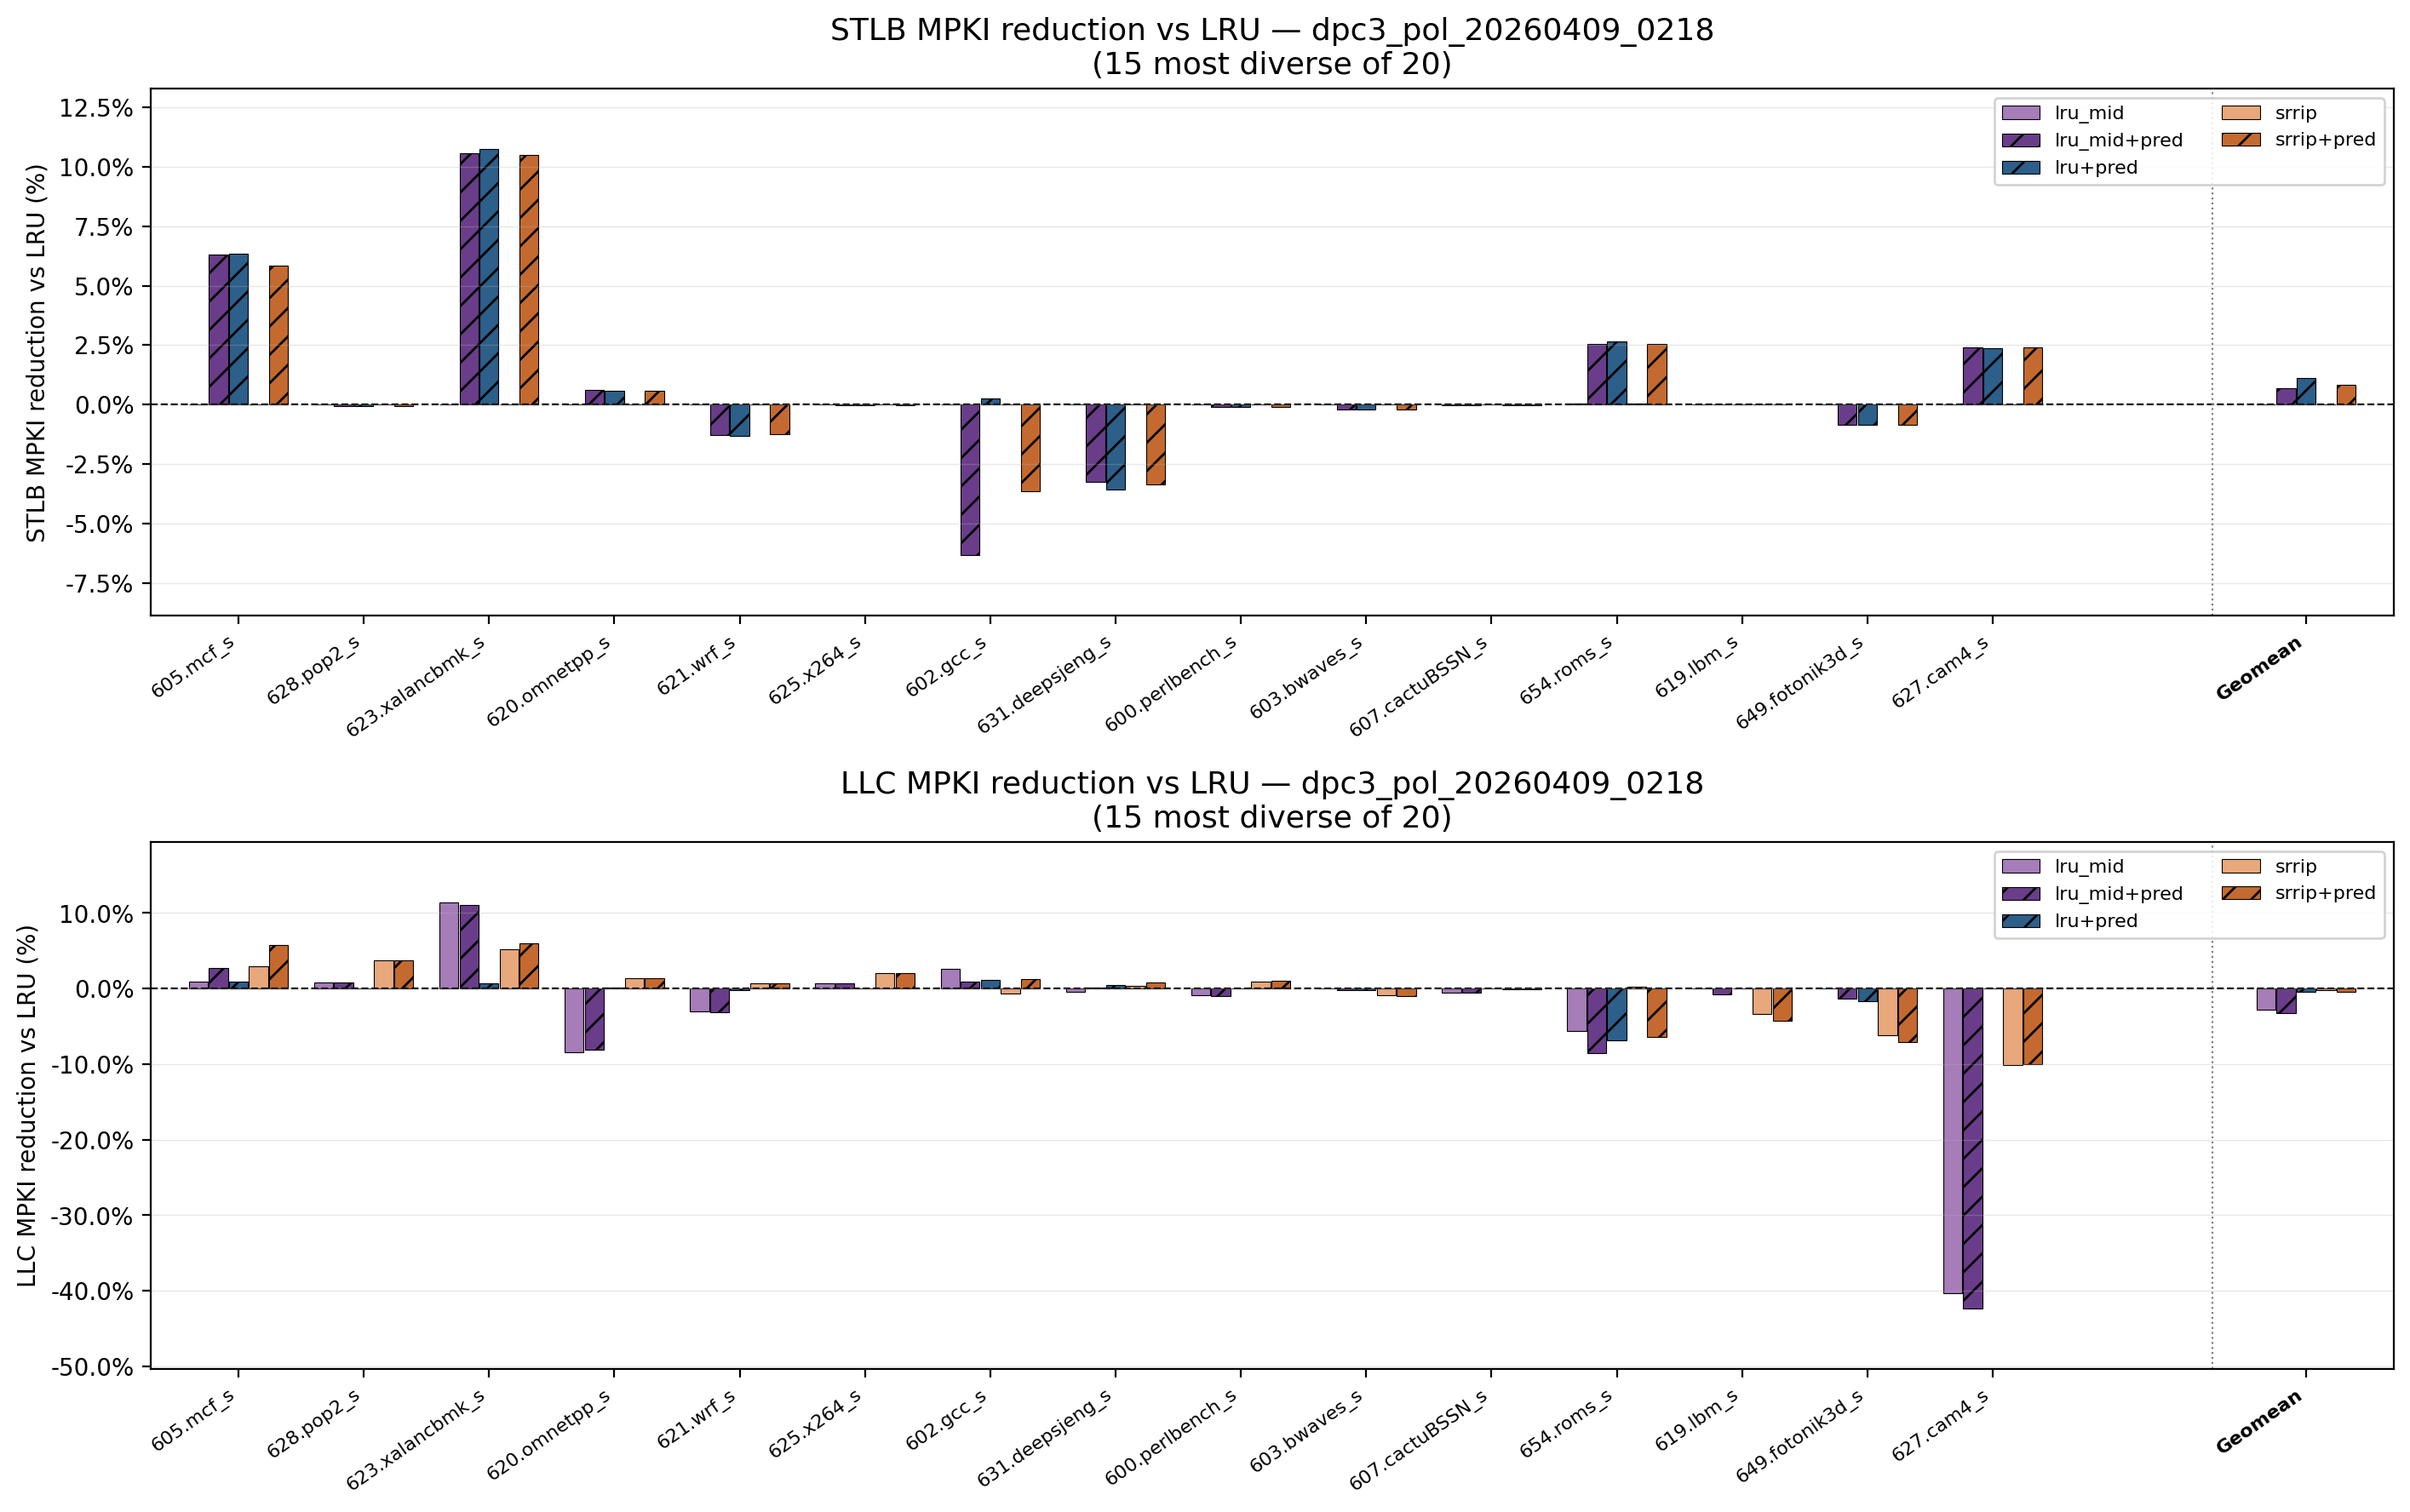 STLB MPKI reduction vs LRU — dpc3_pol_20260409_0218
(15 most diverse of 20)
STLB MPKI reduction vs LRU (%)
12.5%
10.0%
7.5%
5.0%
2.5%
0.0%
-2.5%
-5.0%
-7.5%
lru_mid
lru_mid+pred
lru+pred
srrip
srrip+pred
605.mcf_s
628.pop2_s
623.xalancbmk_s
620.omnetpp_s
621.wrf_s
625.x264_s
602.gcc_s
631.deepsjeng_s
600.perlbench_s
603.bwaves_s
607.cactuBSSN_s
654.roms_s
619.lbm_s
649.fotonik3d_s
627.cam4_s
Geomean
LLC MPKI reduction vs LRU — dpc3_pol_20260409_0218
(15 most diverse of 20)
LLC MPKI reduction vs LRU (%)
10.0%
0.0%
-10.0%
-20.0%
-30.0%
-40.0%
-50.0%
lru_mid
lru_mid+pred
lru+pred
srrip
srrip+pred
605.mcf_s
628.pop2_s
623.xalancbmk_s
620.omnetpp_s
621.wrf_s
625.x264_s
602.gcc_s
631.deepsjeng_s
600.perlbench_s
603.bwaves_s
607.cactuBSSN_s
654.roms_s
619.lbm_s
649.fotonik3d_s
627.cam4_s
Geomean